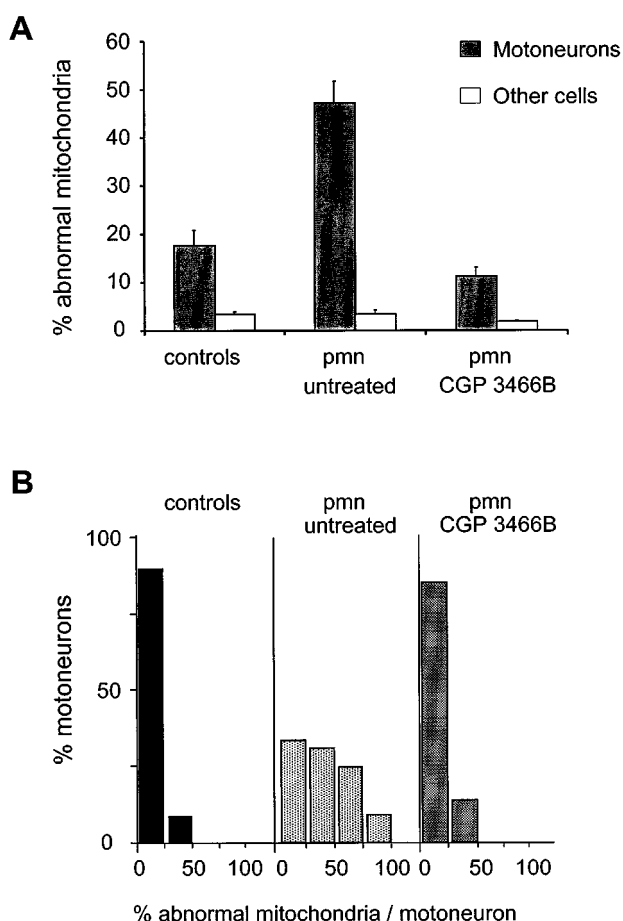 A
60
50
40
30
20
10
0
% abnormal mitochondria
Motoneurons
Other cells
controls
pmn
untreated
pmn
CGP 3466B
B
controls
pmn
untreated
pmn
CGP 3466B
100
50
0
% motoneurons
0 50 100 0 50 100 0 50 100
% abnormal mitochondria / motoneuron